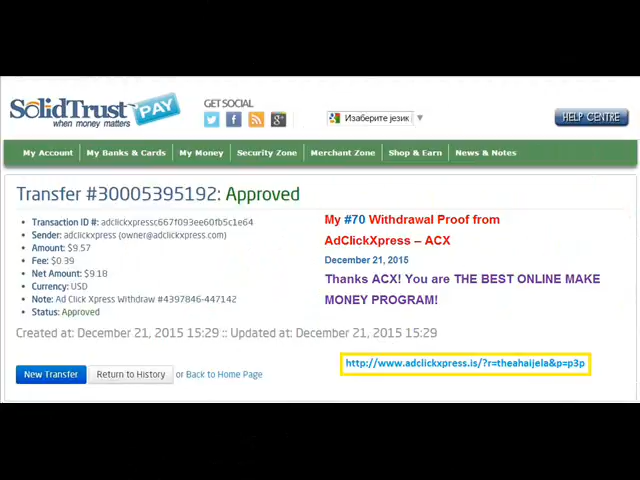 SolidTrust PAY
when money matters
GET SOCIAL
Изаберите језик
HELP CENTRE
My Account
My Banks & Cards
My Money
Security Zone
Merchant Zone
Shop & Earn
News & Notes
Transfer #30005395192: Approved
Transaction ID #: adclickxpressc667f093ee60fb5c1e64
Sender: adclickxpress (owner@adclickxpress.com)
Amount: $9.57
Fee: $0.39
Net Amount: $9.18
Currency: USD
Note: Ad Click Xpress Withdraw #4397846-447142
Status: Approved
My #70 Withdrawal Proof from
AdClickXpress – ACX
December 21, 2015
Thanks ACX! You are THE BEST ONLINE MAKE
MONEY PROGRAM!
Created at: December 21, 2015 15:29 :: Updated at: December 21, 2015 15:29
http://www.adclickxpress.is/?r=theahaijela&p=p3p
New Transfer
Return to History
or Back to Home Page